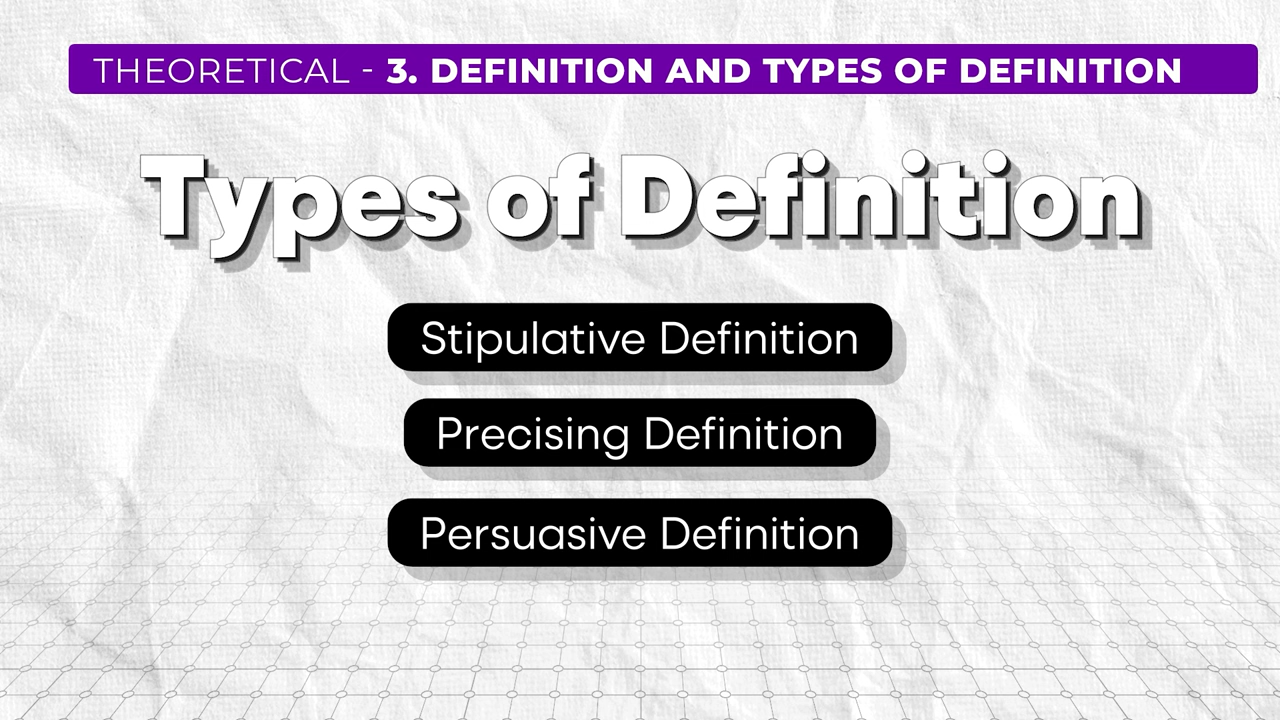 THEORETICAL - 3. DEFINITION AND TYPES OF DEFINITION
Types of Definition
Stipulative Definition
Precising Definition
Persuasive Definition